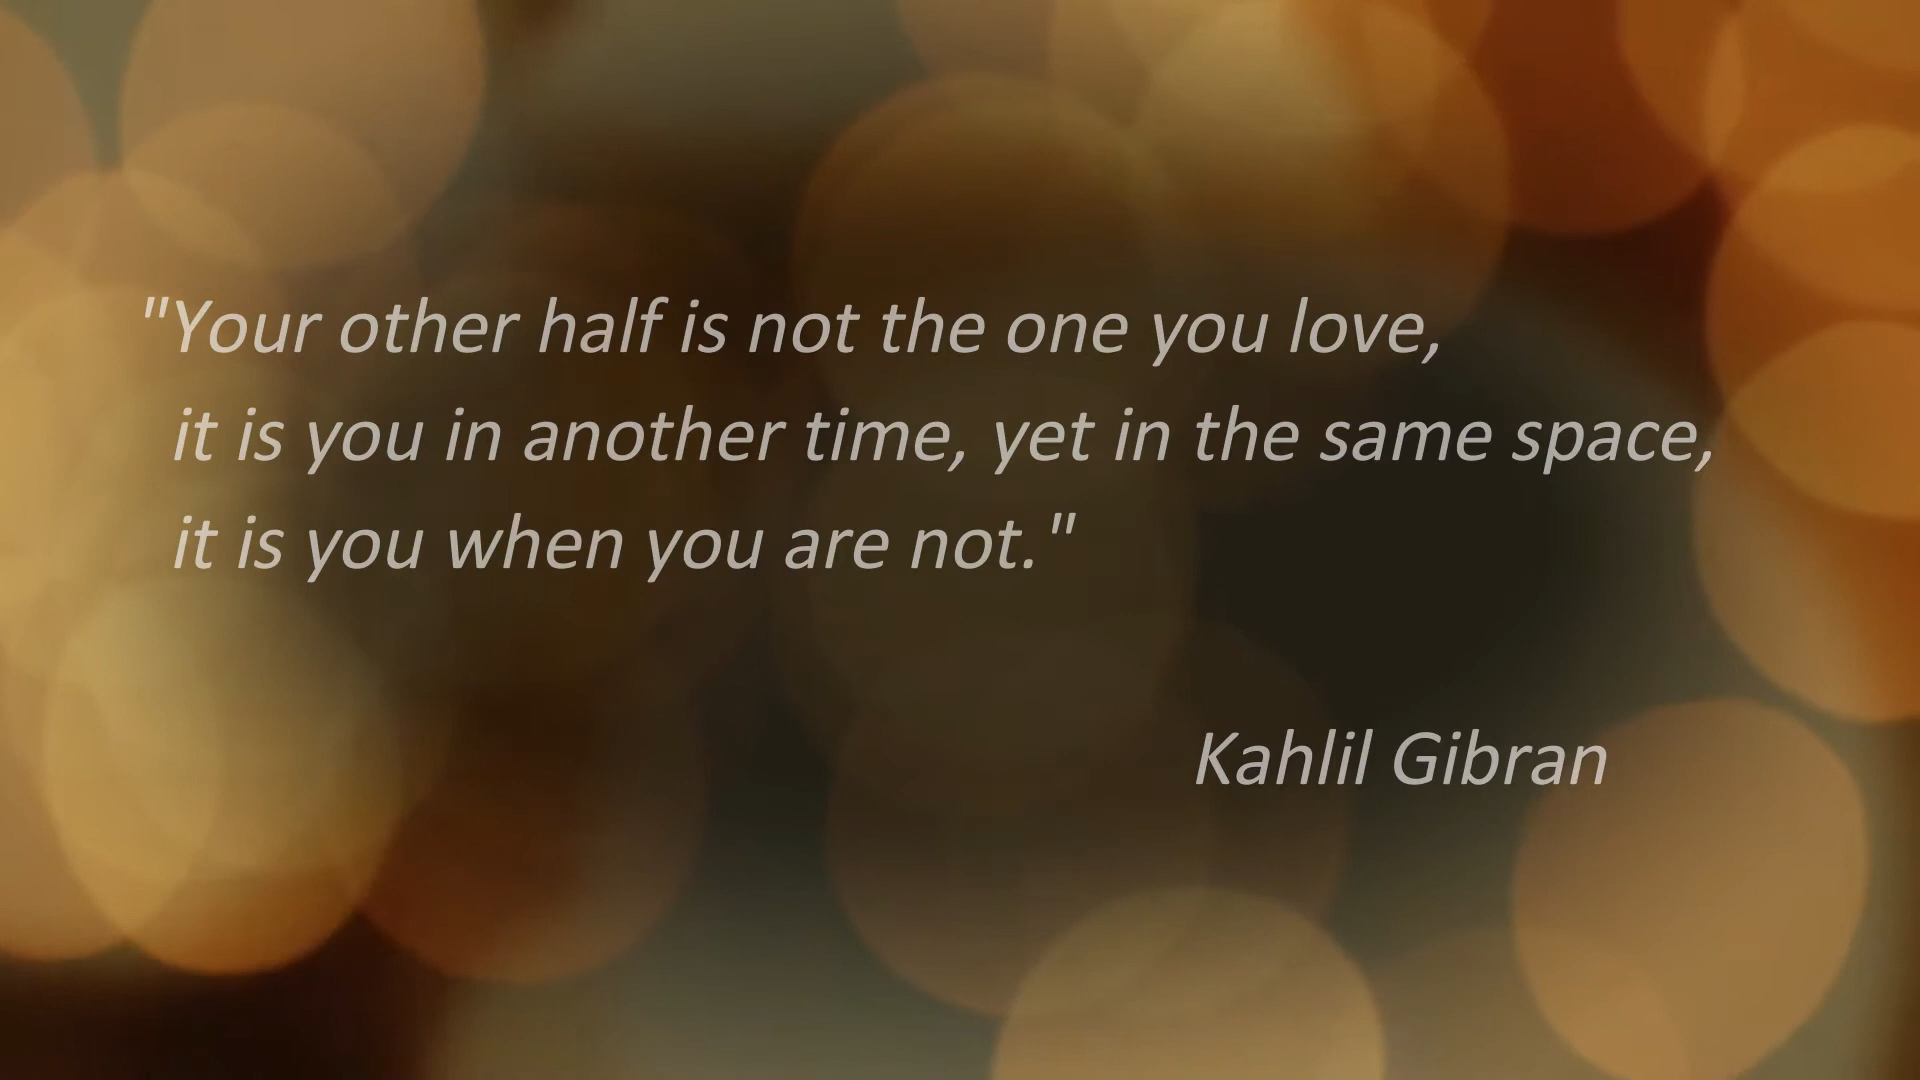 "Your other half is not the one you love,
it is you in another time, yet in the same space,
it is you when you are not."
Kahlil Gibran